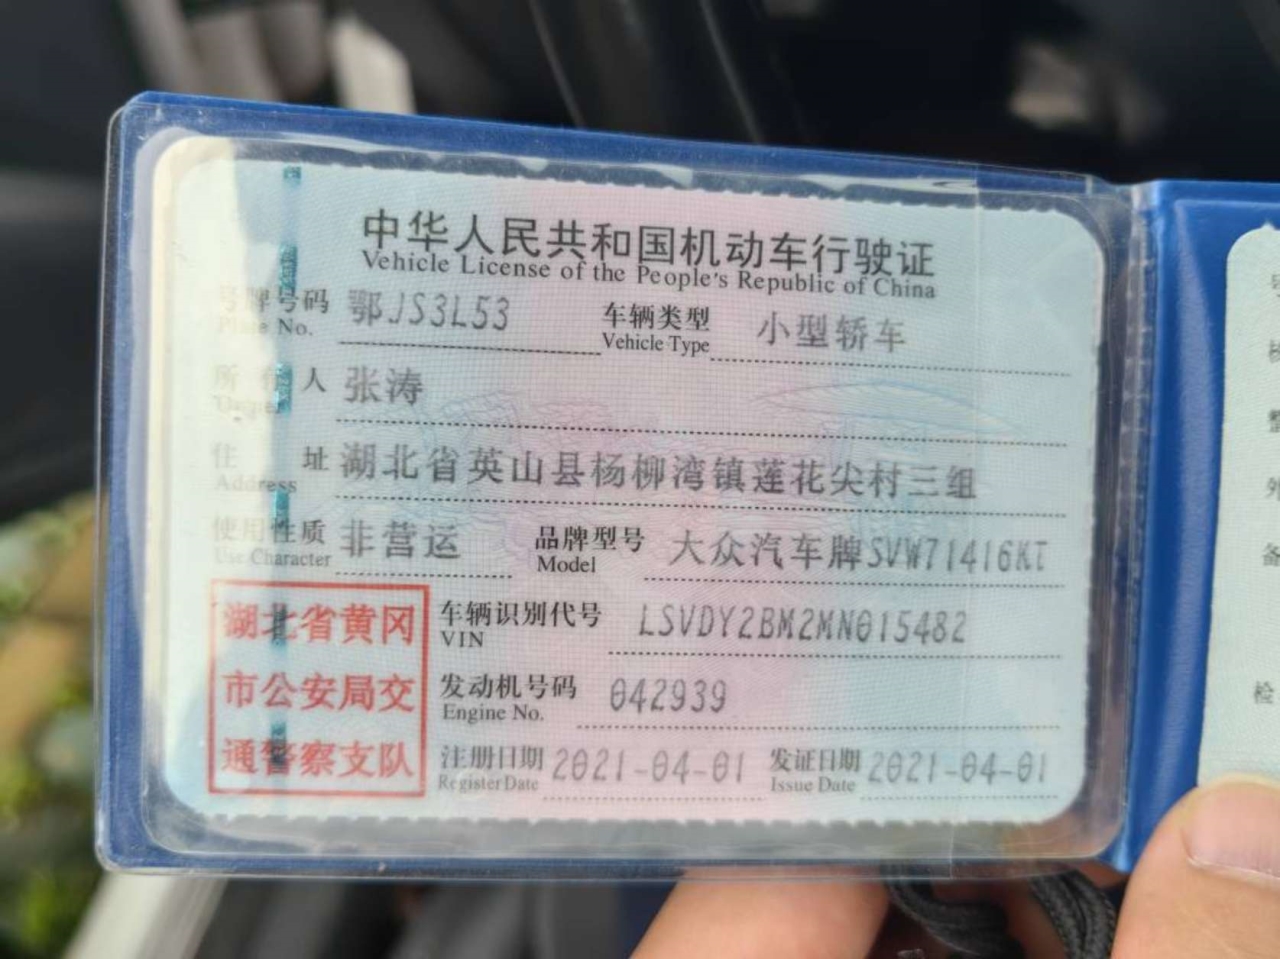 中华人民共和国机动车行驶证
Vehicle License of the People's Republic of China
号牌号码 鄂JS3L53 车辆类型 小型轿车
Plate No. Vehicle Type
所有人 张涛
Owner
住址 湖北省英山县杨柳湾镇莲花尖村三组
Address
使用性质 非营运 品牌型号 大众汽车牌SVW71416KT
Use Character Model
湖北省黄冈
市公安局交
通警察支队
车辆识别代号 LSVDY2BM2MN015482
VIN
发动机号码 042939
Engine No.
注册日期 2021-04-01 发证日期 2021-04-01
Register Date Issue Date
检